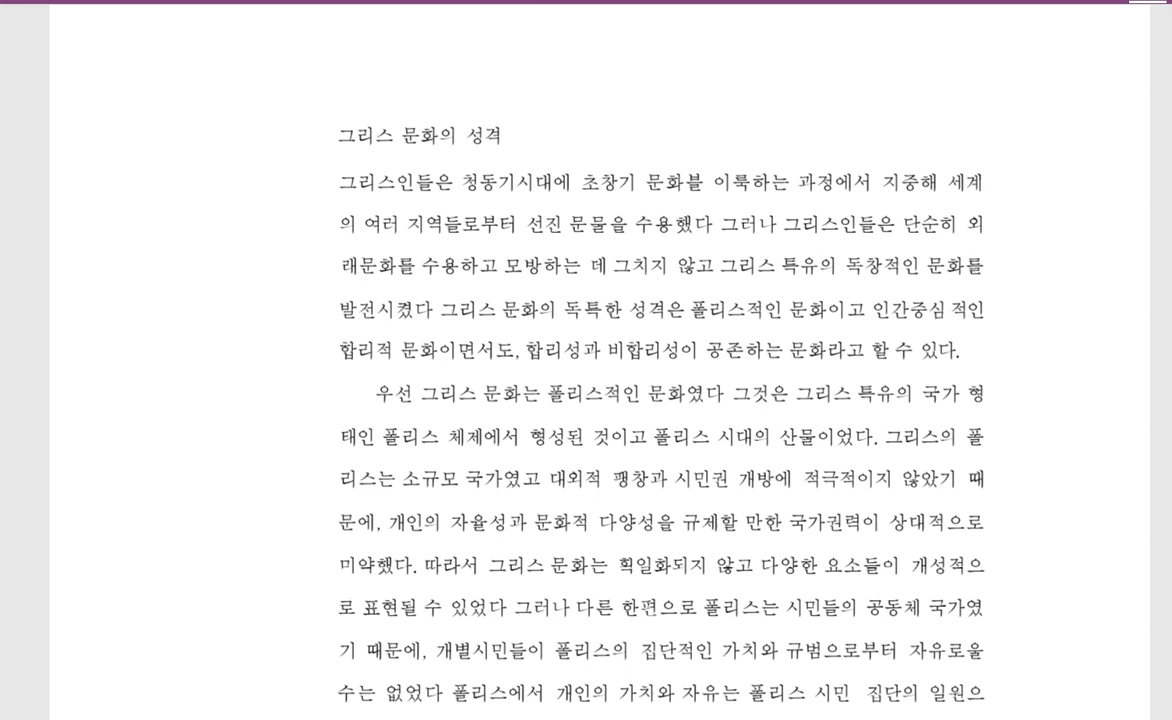 그리스 문화의 성격
그리스인들은 청동기시대에 초창기 문화블 이룩하는 과정에서 지중해 세계
의 여러 지역들로부터 선진 문물을 수용했다 그러나 그리스인들은 단순히 외
래문화를 수용하고 모방하는 데 그치지 않고 그리스 특유의 독창적인 문화를
발전시켰다 그리스 문화의 독특한 성격은 폴리스적인 문화이고 인간중심 적인
합리적 문화이면서도, 합리성과 비합리성이 공존하는 문화라고 할 수 있다.
우선 그리스 문화는 폴리스적인 문화였다 그것은 그리스 특유의 국가 형
태인 폴리스 체제에서 형성된 것이고 폴리스 시대의 산물이었다. 그리스의 폴
리스는 소규모 국가였고 대외적 팽창과 시민권 개방에 적극적이지 않았기 때
문에, 개인의 자율성과 문화적 다양성을 규제할 만한 국가권력이 상대적으로
미약했다. 따라서 그리스 문화는 획일화되지 않고 다양한 요소들이 개성적으
로 표현될 수 있었다 그러나 다른 한편으로 폴리스는 시민들의 공동체 국가였
기 때문에, 개별시민들이 폴리스의 집단적인 가치와 규범으로부터 자유로울
수는 없었다 폴리스에서 개인의 가치와 자유는 폴리스 시민 집단의 일원으